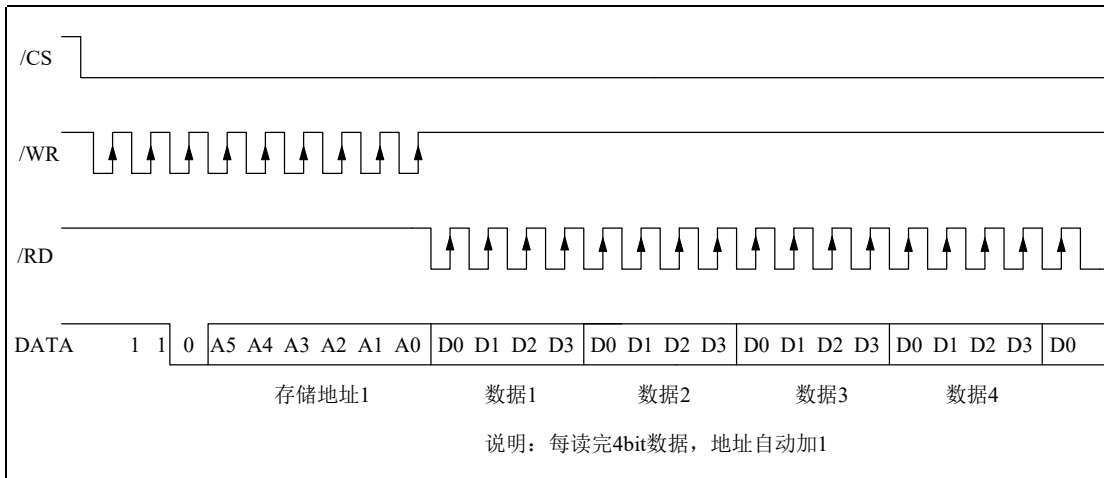 /CS
/WR
/RD
DATA 1 1 0 A5 A4 A3 A2 A1 A0 D0 D1 D2 D3 D0 D1 D2 D3 D0 D1 D2 D3 D0 D1 D2 D3 D0
存储地址1 数据1 数据2 数据3 数据4
说明：每读完4bit数据，地址自动加1